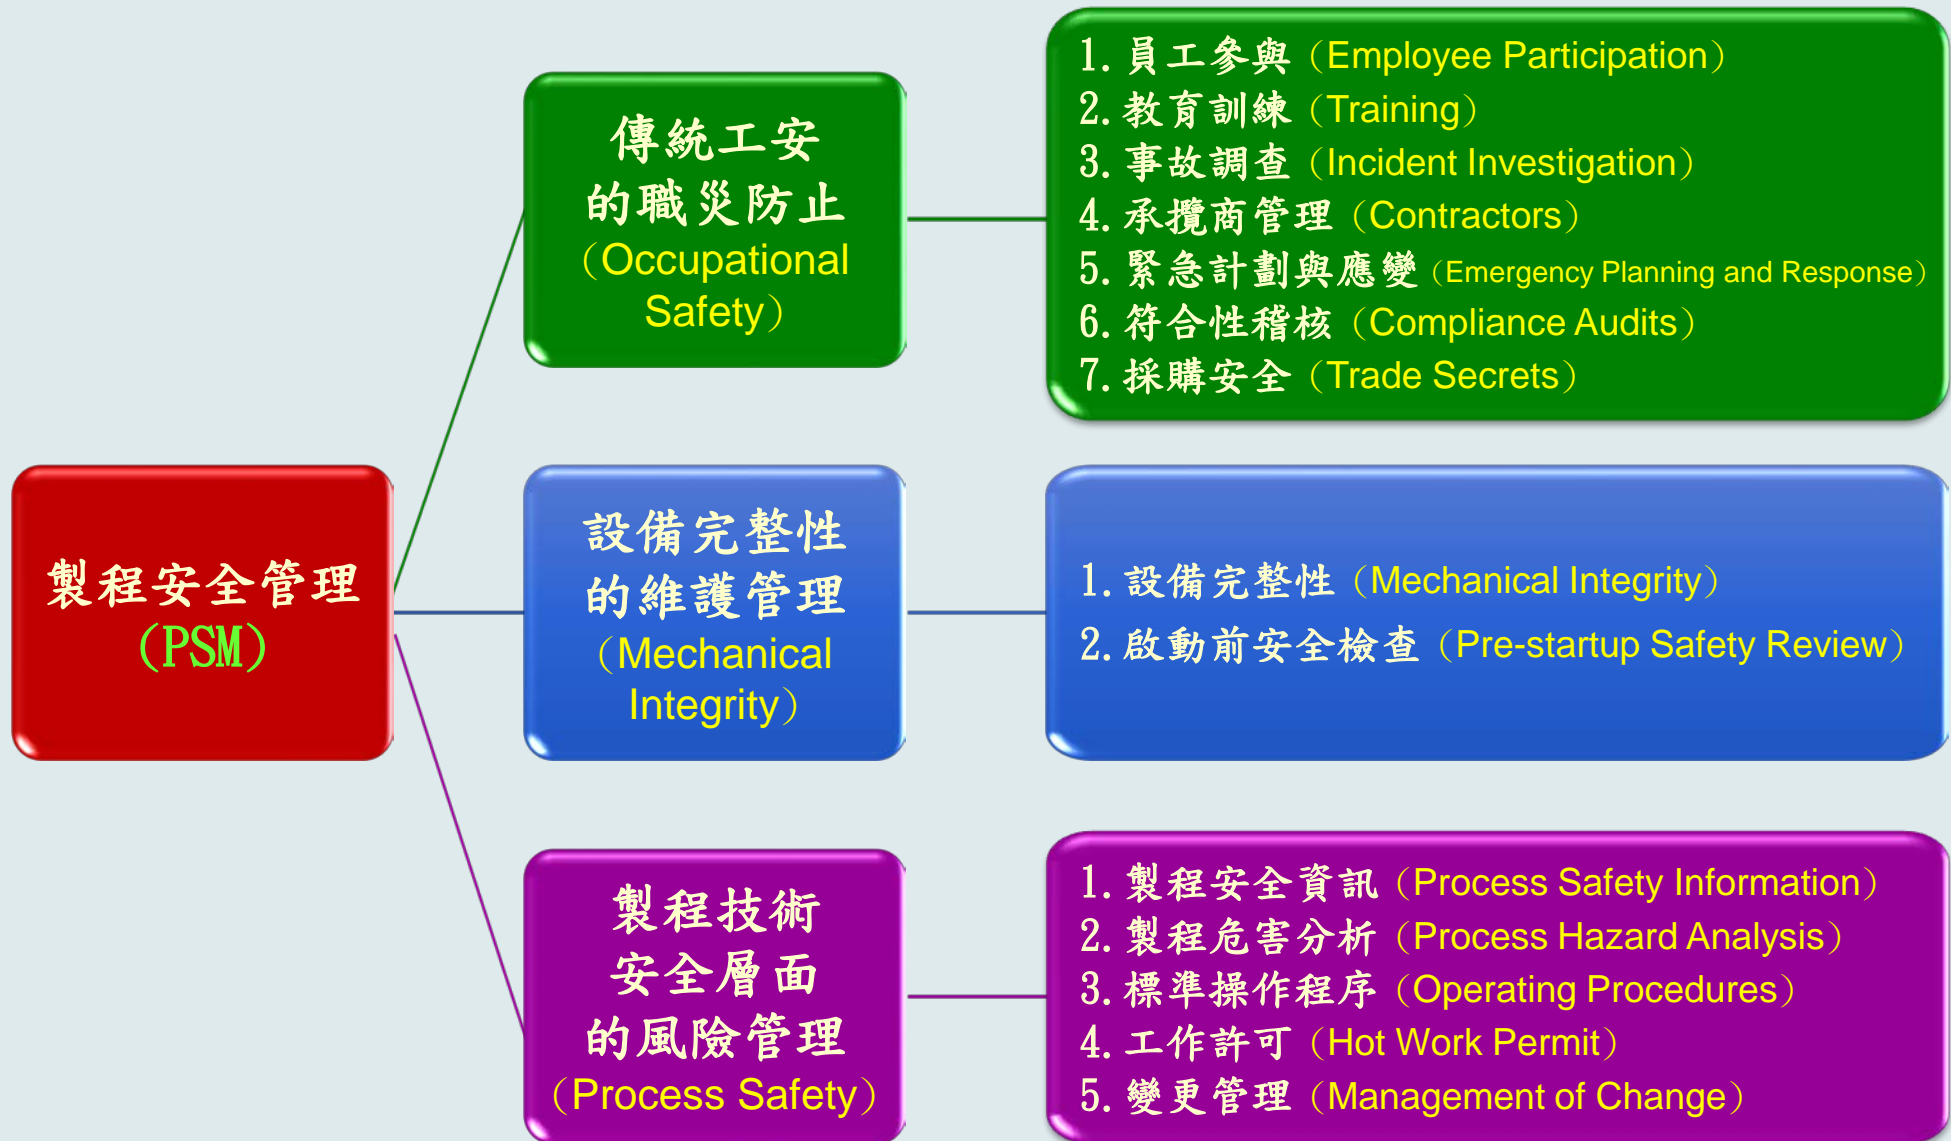 製程安全管理
(PSM)
傳統工安
的職災防止
（Occupational
Safety）
1. 員工參與（Employee Participation）
2. 教育訓練（Training）
3. 事故調查（Incident Investigation）
4. 承攬商管理（Contractors）
5. 緊急計劃與應變（Emergency Planning and Response）
6. 符合性稽核（Compliance Audits）
7. 採購安全（Trade Secrets）
設備完整性
的維護管理
（Mechanical
Integrity）
1. 設備完整性（Mechanical Integrity）
2. 啟動前安全檢查（Pre-startup Safety Review）
製程技術
安全層面
的風險管理
（Process Safety）
1. 製程安全資訊（Process Safety Information）
2. 製程危害分析（Process Hazard Analysis）
3. 標準操作程序（Operating Procedures）
4. 工作許可（Hot Work Permit）
5. 變更管理（Management of Change）